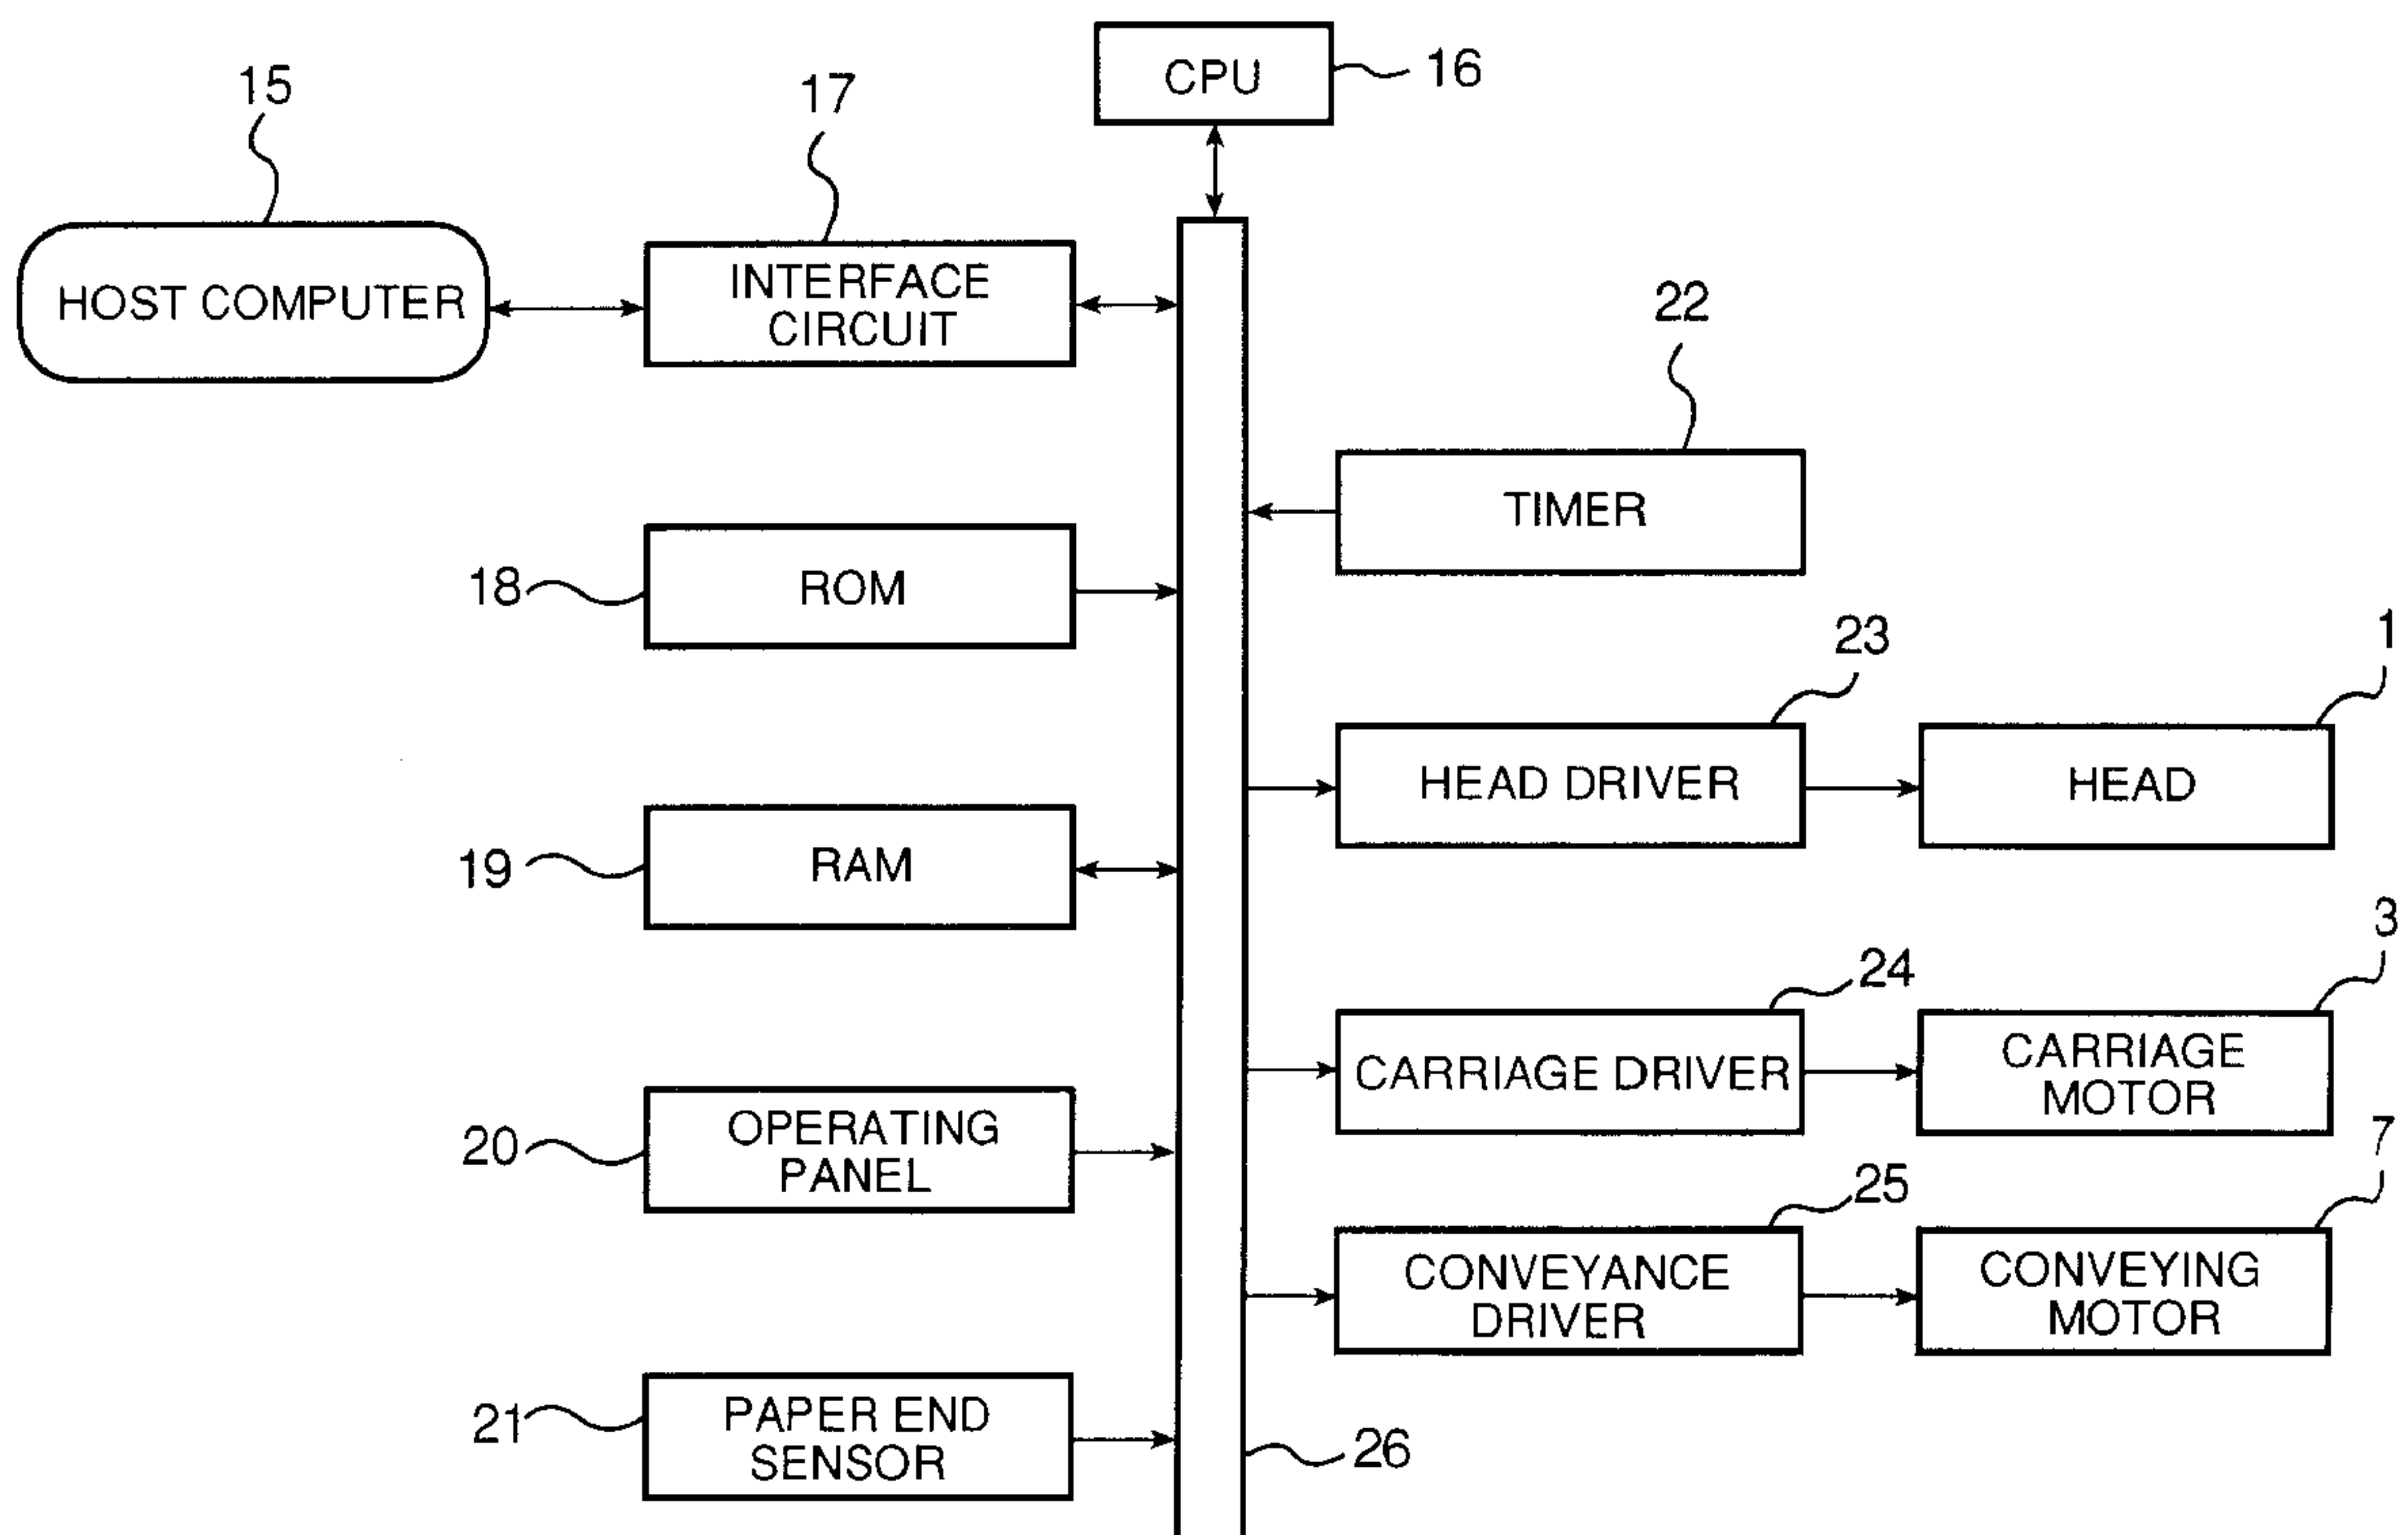 CPU
16
15
17
HOST COMPUTER
INTERFACE
CIRCUIT
22
TIMER
18
ROM
23
1
HEAD DRIVER
HEAD
19
RAM
24
3
CARRIAGE DRIVER
CARRIAGE
MOTOR
20
OPERATING
PANEL
25
7
CONVEYANCE
DRIVER
CONVEYING
MOTOR
21
PAPER END
SENSOR
26